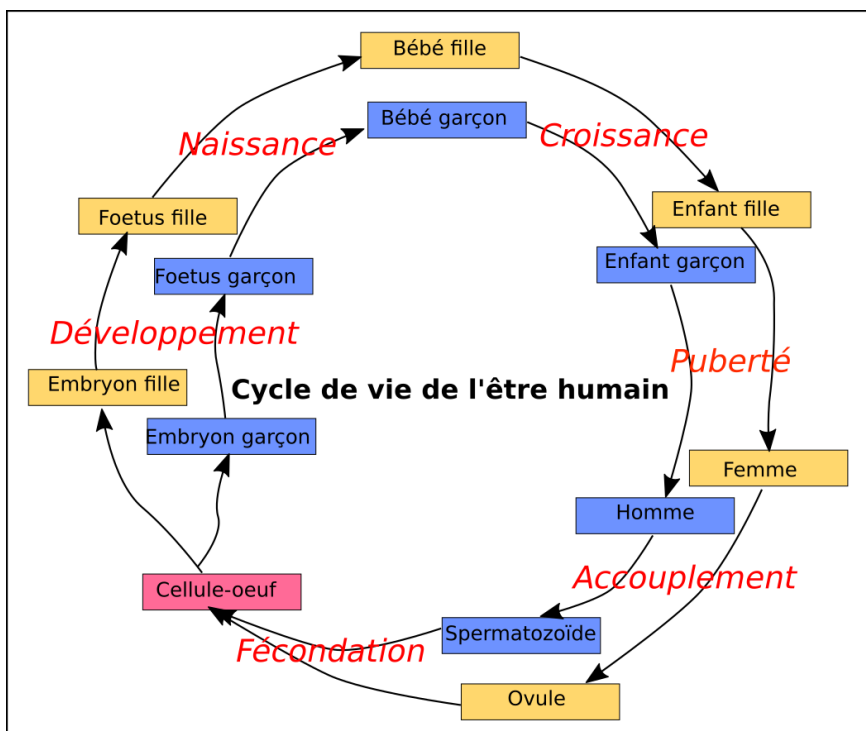 Bébé fille
Bébé garçon
Naissance
Croissance
Foetus fille
Enfant fille
Foetus garçon
Enfant garçon
Développement
Puberté
Embryon fille
Cycle de vie de l'être humain
Embryon garçon
Femme
Homme
Cellule-oeuf
Accouplement
Spermatozoïde
Fécondation
Ovule